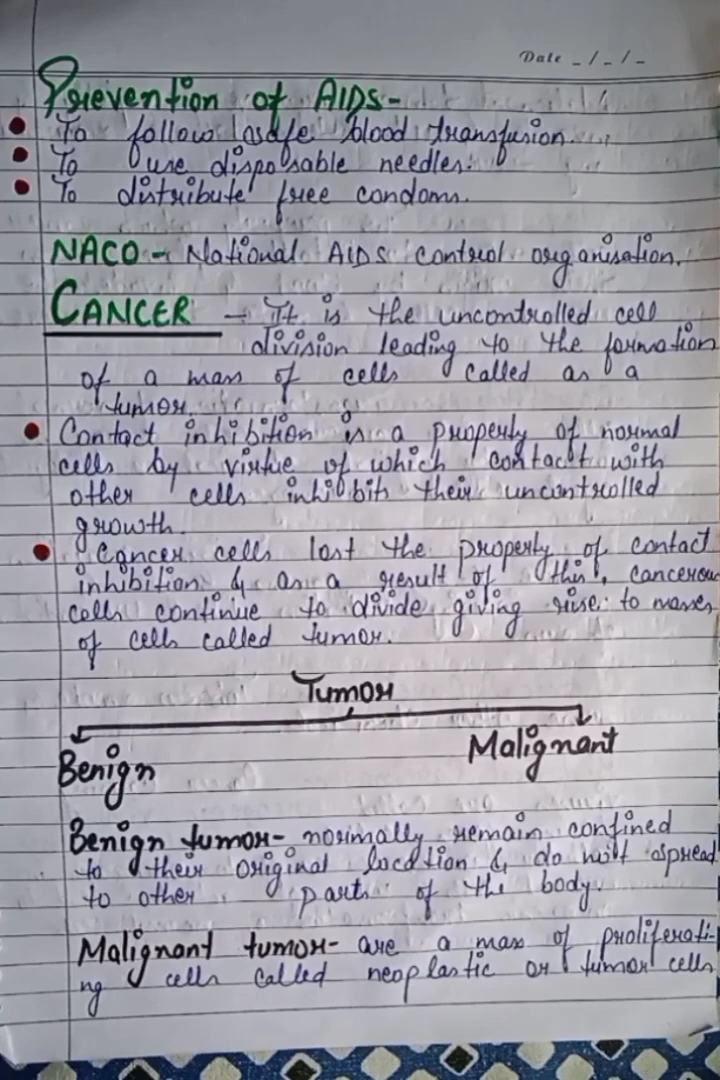 Date _/_/_
Prevention of AIDS-
To follow safe blood transfusion.
To use disposable needles.
To distribute free condoms.
NACO - National AIDS control organisation.
CANCER - It is the uncontrolled cell
division leading to the formation
of a mass of cells called as a
tumor.
Contact inhibition is a property of normal
cells by virtue of which contact with
other cells inhibits their uncontrolled
growth.
Cancer cells lost the property of contact
inhibition & as a result of this, cancerous
cells continue to divide giving rise to masses
of cells called tumor.
Tumor
Benign Malignant
Benign tumor- normally remain confined
to their original location & do not spread
to other parts of the body.
Malignant tumor- are a mass of proliferati-
ng cells called neoplastic or tumor cells